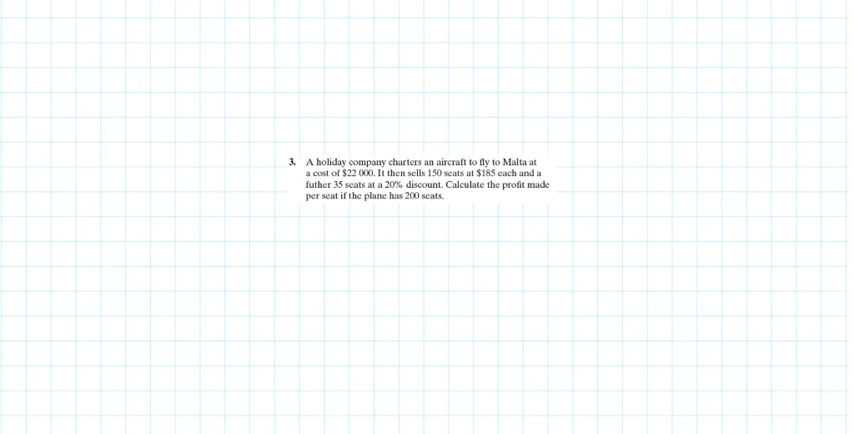 3. A holiday company charters an aircraft to fly to Malta at
a cost of $22 000. It then sells 150 seats at $185 each and a
futher 35 seats at a 20% discount. Calculate the profit made
per seat if the plane has 200 seats.